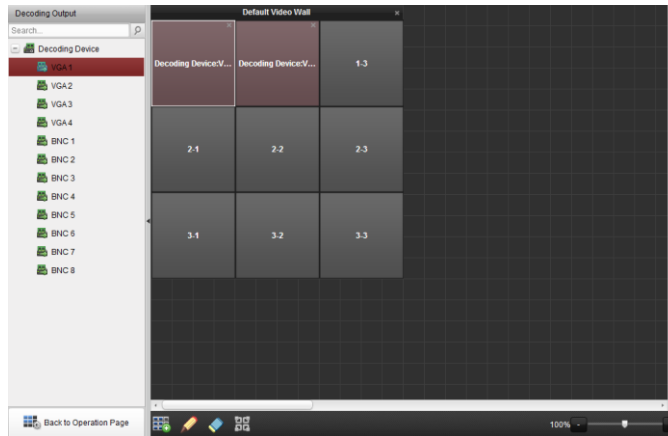 Decoding Output
Search...
Decoding Device
VGA 1
VGA 2
VGA 3
VGA 4
BNC 1
BNC 2
BNC 3
BNC 4
BNC 5
BNC 6
BNC 7
BNC 8
Back to Operation Page
Default Video Wall
Decoding Device:V... Decoding Device:V... 1-3
2-1 2-2 2-3
3-1 3-2 3-3
100%